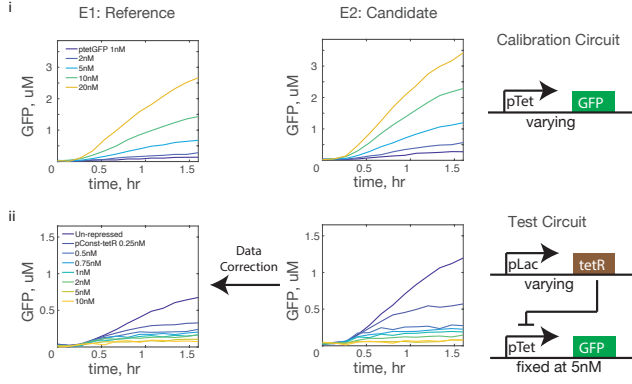 i
E1: Reference
E2: Candidate
Calibration Circuit
GFP, uM
3
2
1
ptetGFP 1nM
2nM
5nM
10nM
20nM
0
0.5
1
1.5
time, hr
GFP, uM
3
2
1
0
0.5
1
1.5
time, hr
pTet
GFP
varying
ii
Test Circuit
GFP, uM
1.5
1
0.5
Un-repressed
pConst-tetR 0.25nM
0.5nM
0.75nM
1nM
2nM
5nM
10nM
0
0.5
1
1.5
time, hr
Data
Correction
GFP, uM
1.5
1
0.5
0
0.5
1
1.5
time, hr
pLac
tetR
varying
pTet
GFP
fixed at 5nM